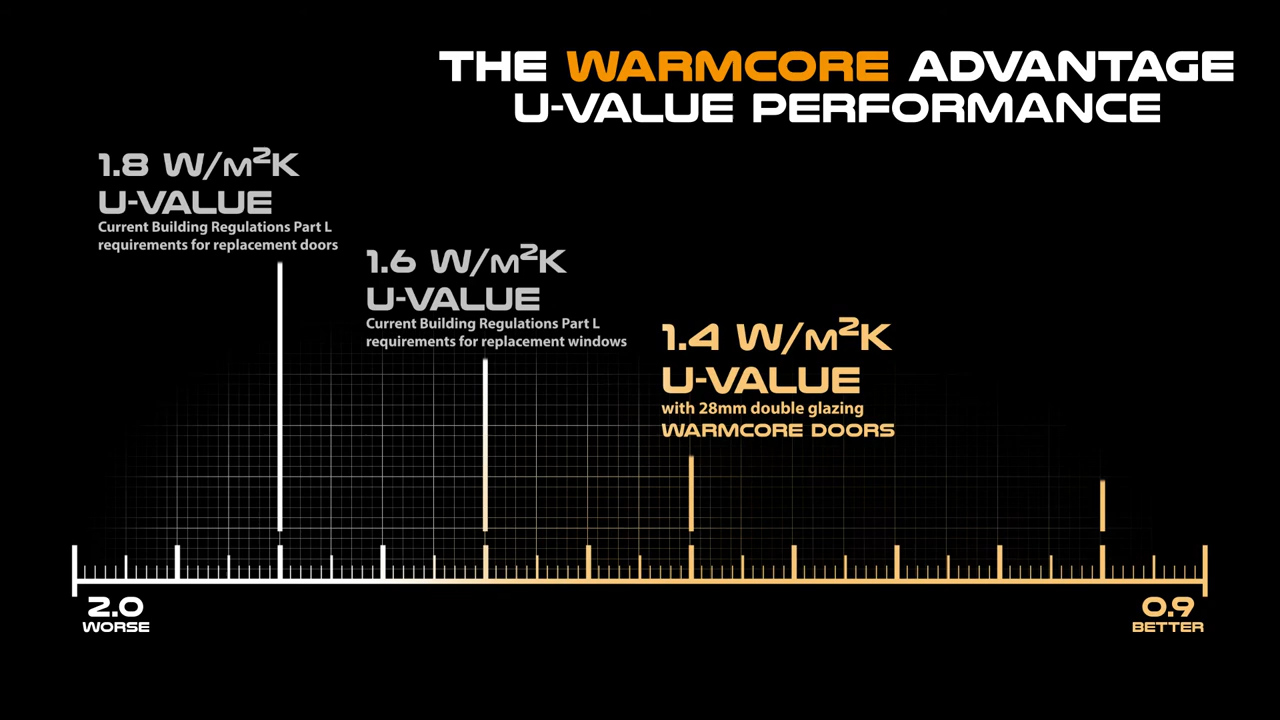 THE WARMCORE ADVANTAGE
U-VALUE PERFORMANCE
1.8 W/m²K
U-VALUE
Current Building Regulations Part L
requirements for replacement doors
1.6 W/m²K
U-VALUE
Current Building Regulations Part L
requirements for replacement windows
1.4 W/m²K
U-VALUE
with 28mm double glazing
WARMCORE DOORS
2.0
WORSE
0.9
BETTER